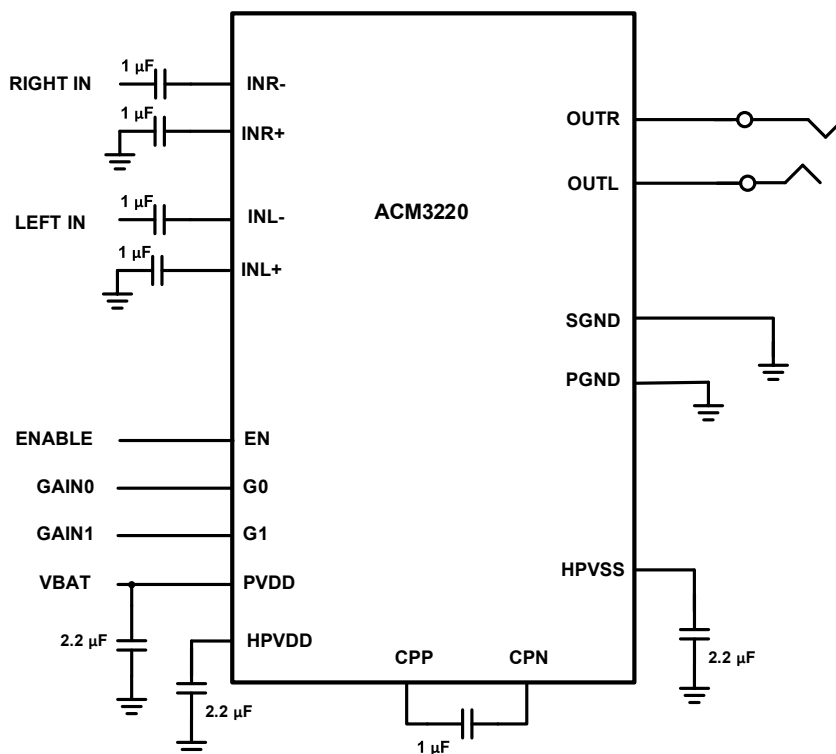 1 µF
RIGHT IN
INR-
1 µF
INR+
OUTR
1 µF
LEFT IN
INL-
ACM3220
OUTL
1 µF
INL+
SGND
PGND
ENABLE
EN
GAIN0
G0
GAIN1
G1
VBAT
PVDD
HPVSS
2.2 µF
HPVDD
CPP
CPN
2.2 µF
2.2 µF
1 µF